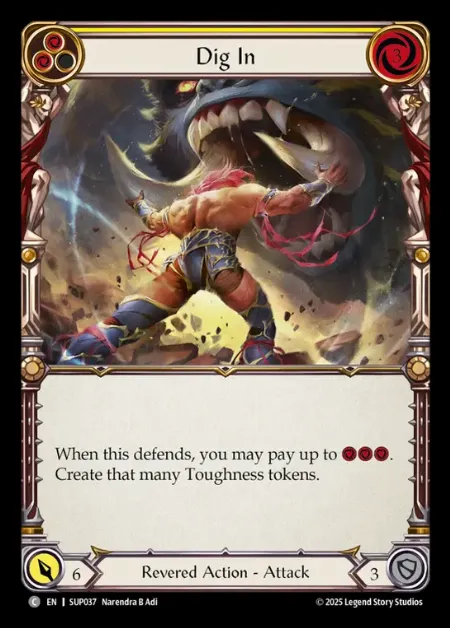 Dig In
3
When this defends, you may pay up to .
Create that many Toughness tokens.
6
Revered Action - Attack
3
C EN | SUP037 Narendra B Adi
© 2025 Legend Story Studios